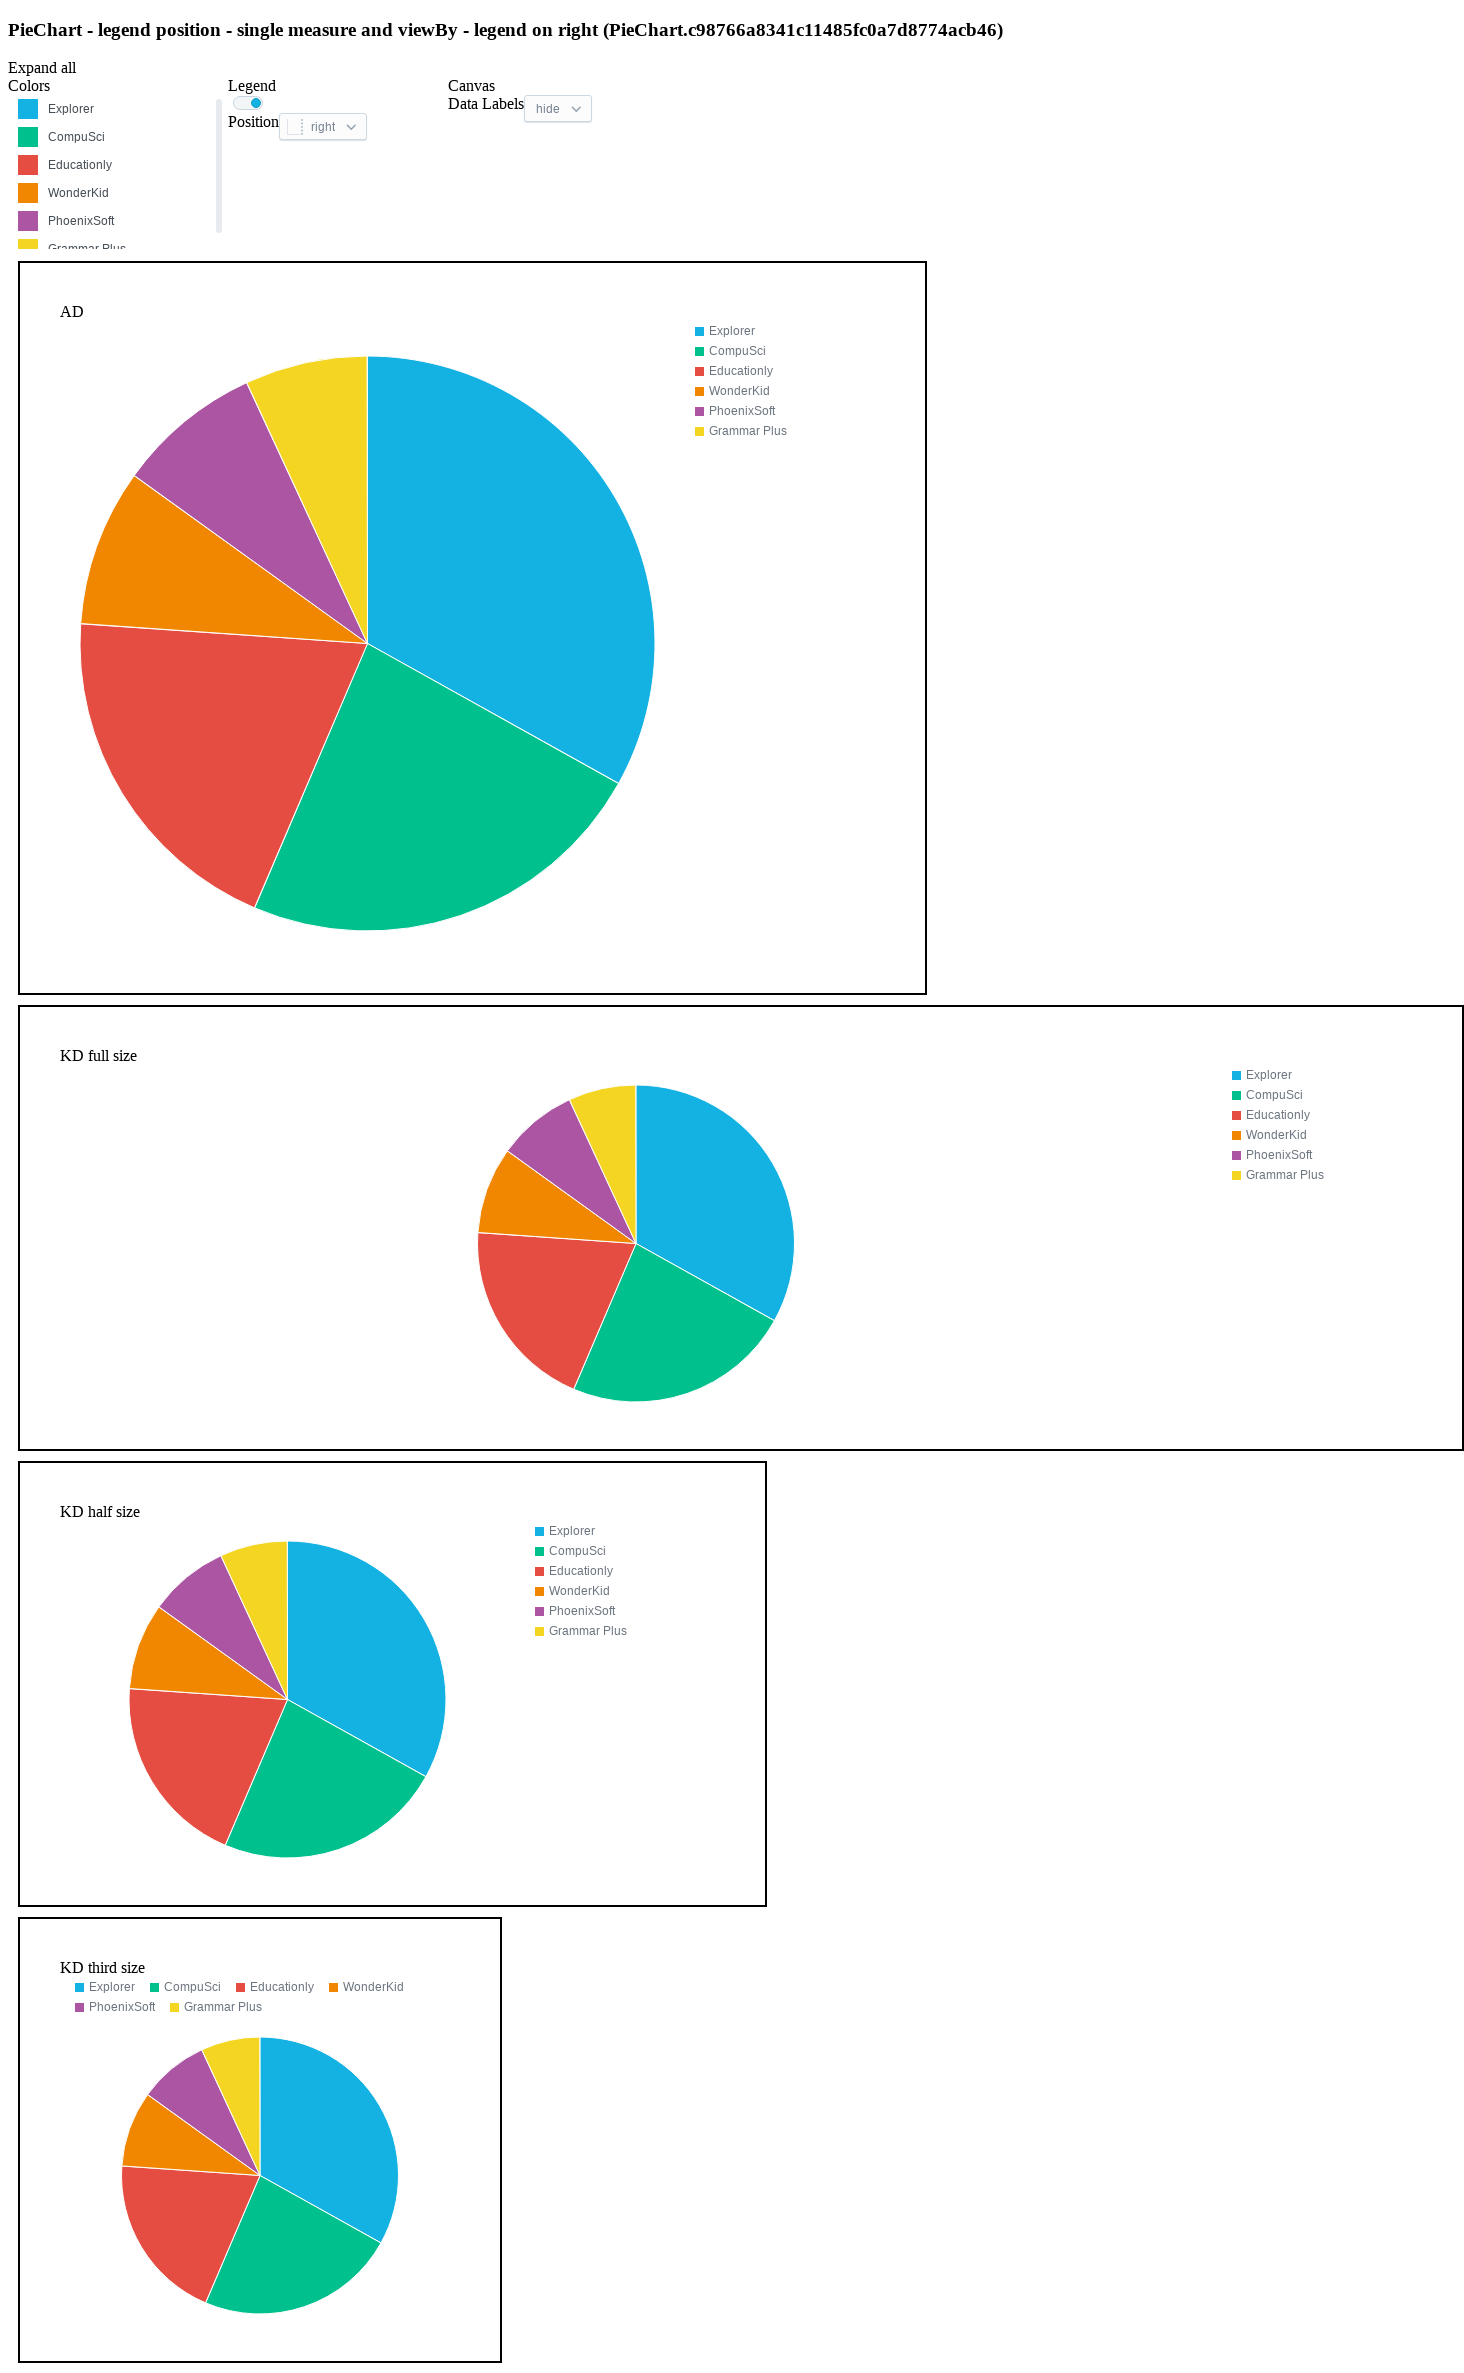 PieChart - legend position - single measure and viewBy - legend on right (PieChart.c98766a8341c11485fc0a7d8774acb46)
Expand all
Colors
Explorer
CompuSci
Educationly
WonderKid
PhoenixSoft
Grammar Plus
Legend
Position right
Canvas
Data Labels hide
AD
Explorer
CompuSci
Educationly
WonderKid
PhoenixSoft
Grammar Plus
KD full size
Explorer
CompuSci
Educationly
WonderKid
PhoenixSoft
Grammar Plus
KD half size
Explorer
CompuSci
Educationly
WonderKid
PhoenixSoft
Grammar Plus
KD third size
Explorer CompuSci Educationly WonderKid
PhoenixSoft Grammar Plus